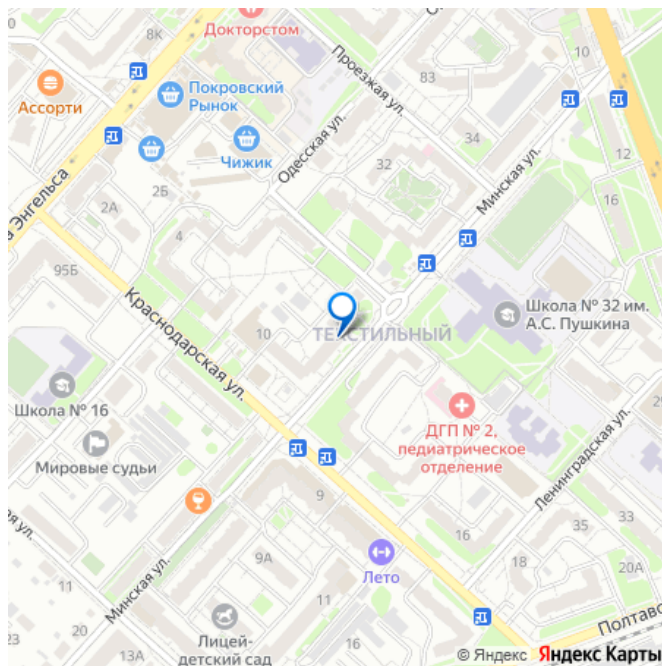 8К
Докторстом
Проезжая ул.
83
10
Покровский
Рынок
Ассорти
Чижик
Одесская ул.
34
12
32
Минская ул.
16
2Б
2А
а Энгельса
4
95Б
Краснодарская ул.
10
ТЕКСТИЛЬНЫЙ
Школа № 32 им.
А.С. Пушкина
Школа № 16
Мировые судьи
ДГП № 2,
педиатрическое
отделение
Ленинградская ул.
9
16
35
33
18
20А
9А
11
Лето
11
Минская ул.
20
13А
Лицей-
детский сад
16
Полтавс
© Яндекс Яндекс Карты